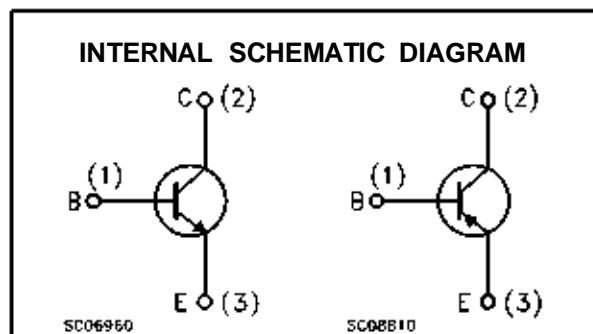 INTERNAL SCHEMATIC DIAGRAM
C (2) C (2)
(1) (1)
B B
E (3) E (3)
SC06960 SC08810